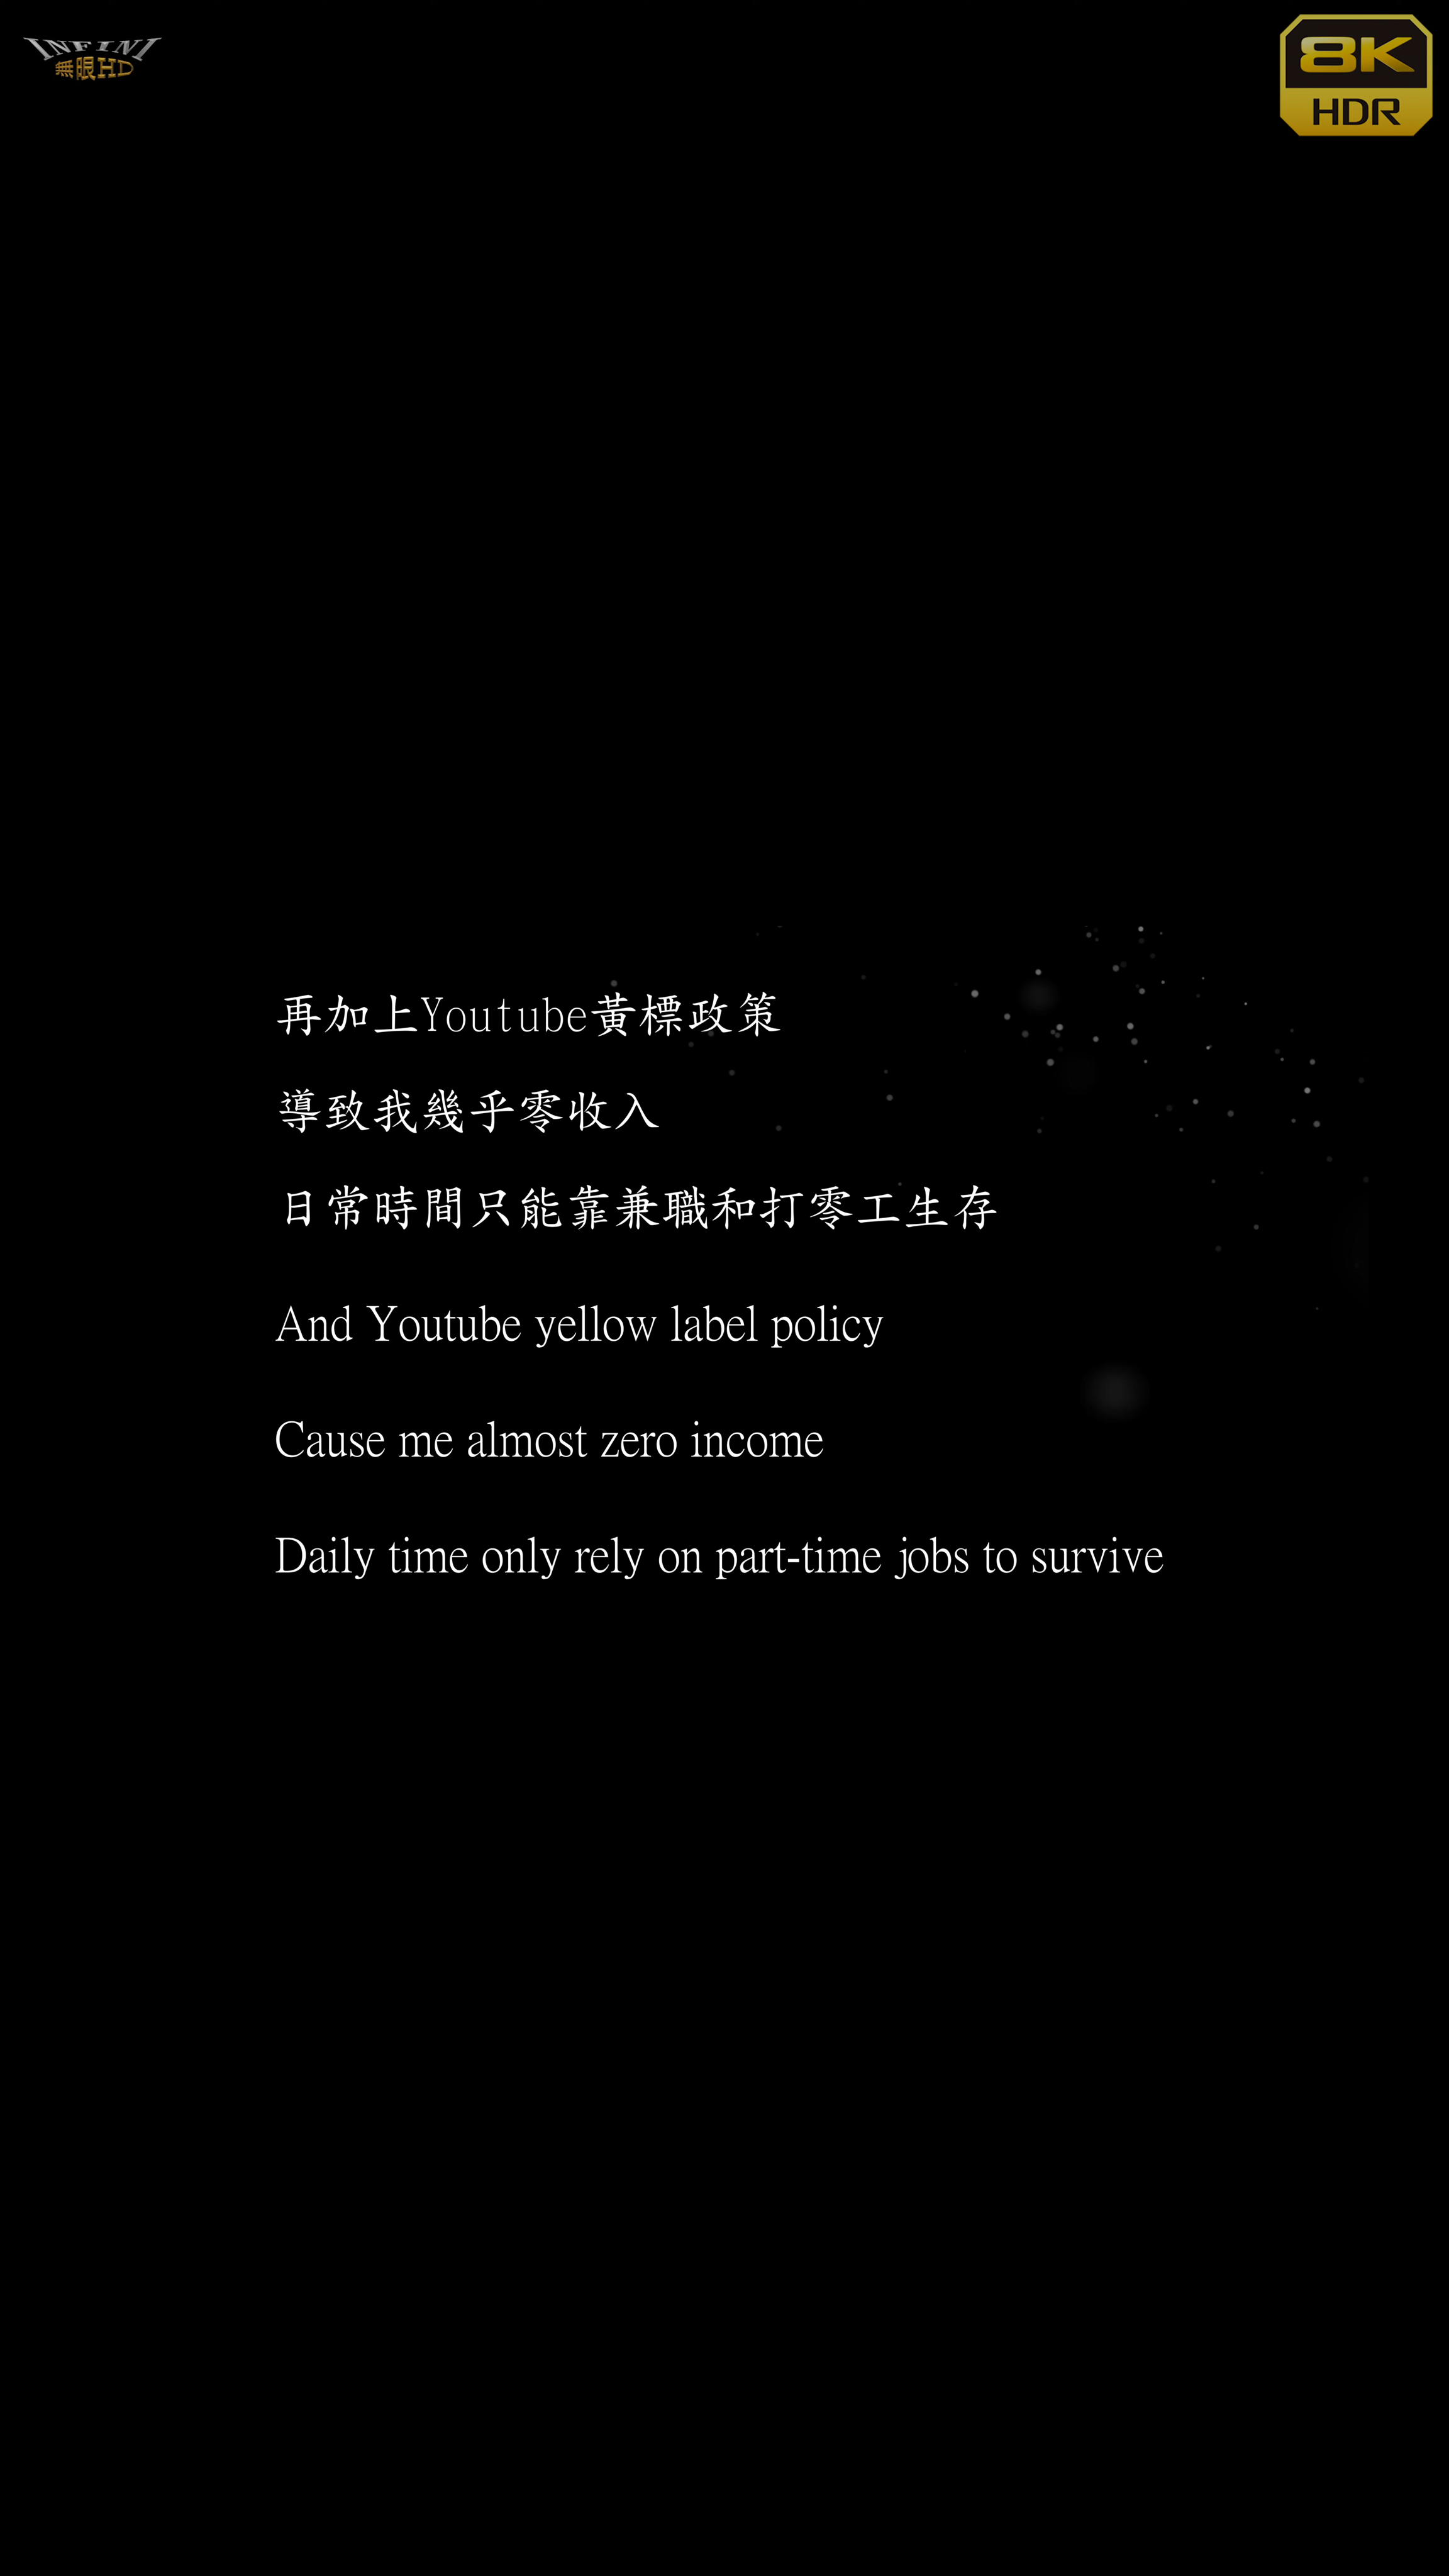 INFINI
無限HD
8K
HDR
再加上Youtube黃標政策
導致我幾乎零收入
日常時間只能靠兼職和打零工生存
And Youtube yellow label policy
Cause me almost zero income
Daily time only rely on part-time jobs to survive